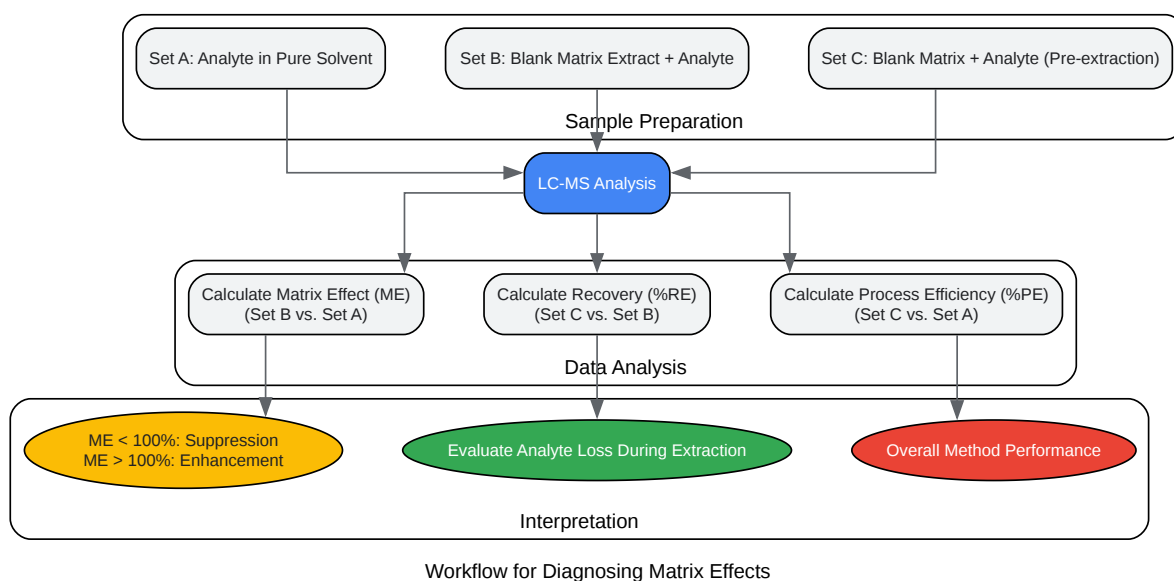 Set A: Analyte in Pure Solvent
Set B: Blank Matrix Extract + Analyte
Set C: Blank Matrix + Analyte (Pre-extraction)
Sample Preparation
LC-MS Analysis
Calculate Matrix Effect (ME)
(Set B vs. Set A)
Calculate Recovery (%RE)
(Set C vs. Set B)
Calculate Process Efficiency (%PE)
(Set C vs. Set A)
Data Analysis
ME < 100%: Suppression
ME > 100%: Enhancement
Evaluate Analyte Loss During Extraction
Overall Method Performance
Interpretation
Workflow for Diagnosing Matrix Effects